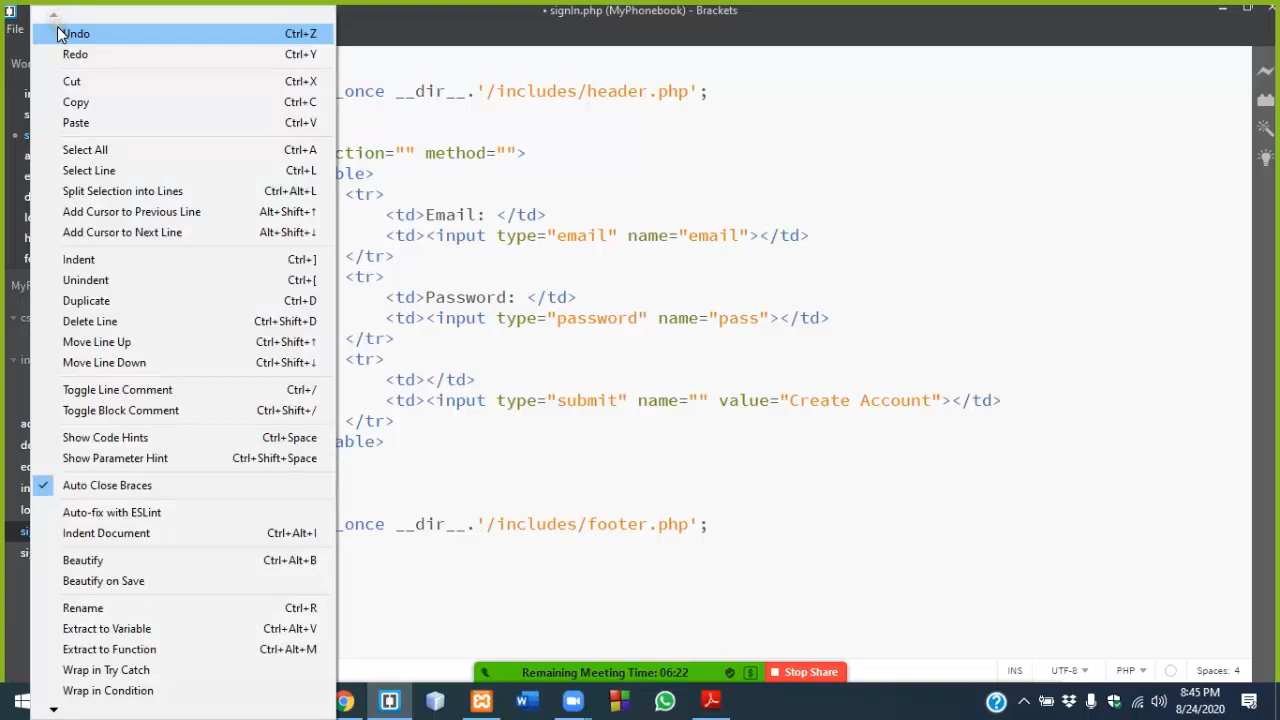 • signIn.php (MyPhonebook) - Brackets
File
Undo Ctrl+Z
Redo Ctrl+Y
Cut Ctrl+X
Copy Ctrl+C
Paste Ctrl+V
Select All Ctrl+A
Select Line Ctrl+L
Split Selection into Lines Ctrl+Alt+L
Add Cursor to Previous Line Alt+Shift+↑
Add Cursor to Next Line Alt+Shift+↓
Indent Ctrl+]
Unindent Ctrl+[
Duplicate Ctrl+D
Delete Line Ctrl+Shift+D
Move Line Up Ctrl+Shift+↑
Move Line Down Ctrl+Shift+↓
Toggle Line Comment Ctrl+/
Toggle Block Comment Ctrl+Shift+/
Show Code Hints Ctrl+Space
Show Parameter Hint Ctrl+Shift+Space
Auto Close Braces
Auto-fix with ESLint
Indent Document Ctrl+Alt+I
Beautify Ctrl+Alt+B
Beautify on Save
Rename Ctrl+R
Extract to Variable Ctrl+Alt+V
Extract to Function Ctrl+Alt+M
Wrap in Try Catch
Wrap in Condition
_once __dir__.'/includes/header.php';
ction="" method="">
ble>
<tr>
<td>Email: </td>
<td><input type="email" name="email"></td>
</tr>
<tr>
<td>Password: </td>
<td><input type="password" name="pass"></td>
</tr>
<tr>
<td></td>
<td><input type="submit" name="" value="Create Account"></td>
</tr>
able>
_once __dir__.'/includes/footer.php';
Remaining Meeting Time: 06:22 Stop Share
INS UTF-8 PHP Spaces: 4
8:45 PM
8/24/2020